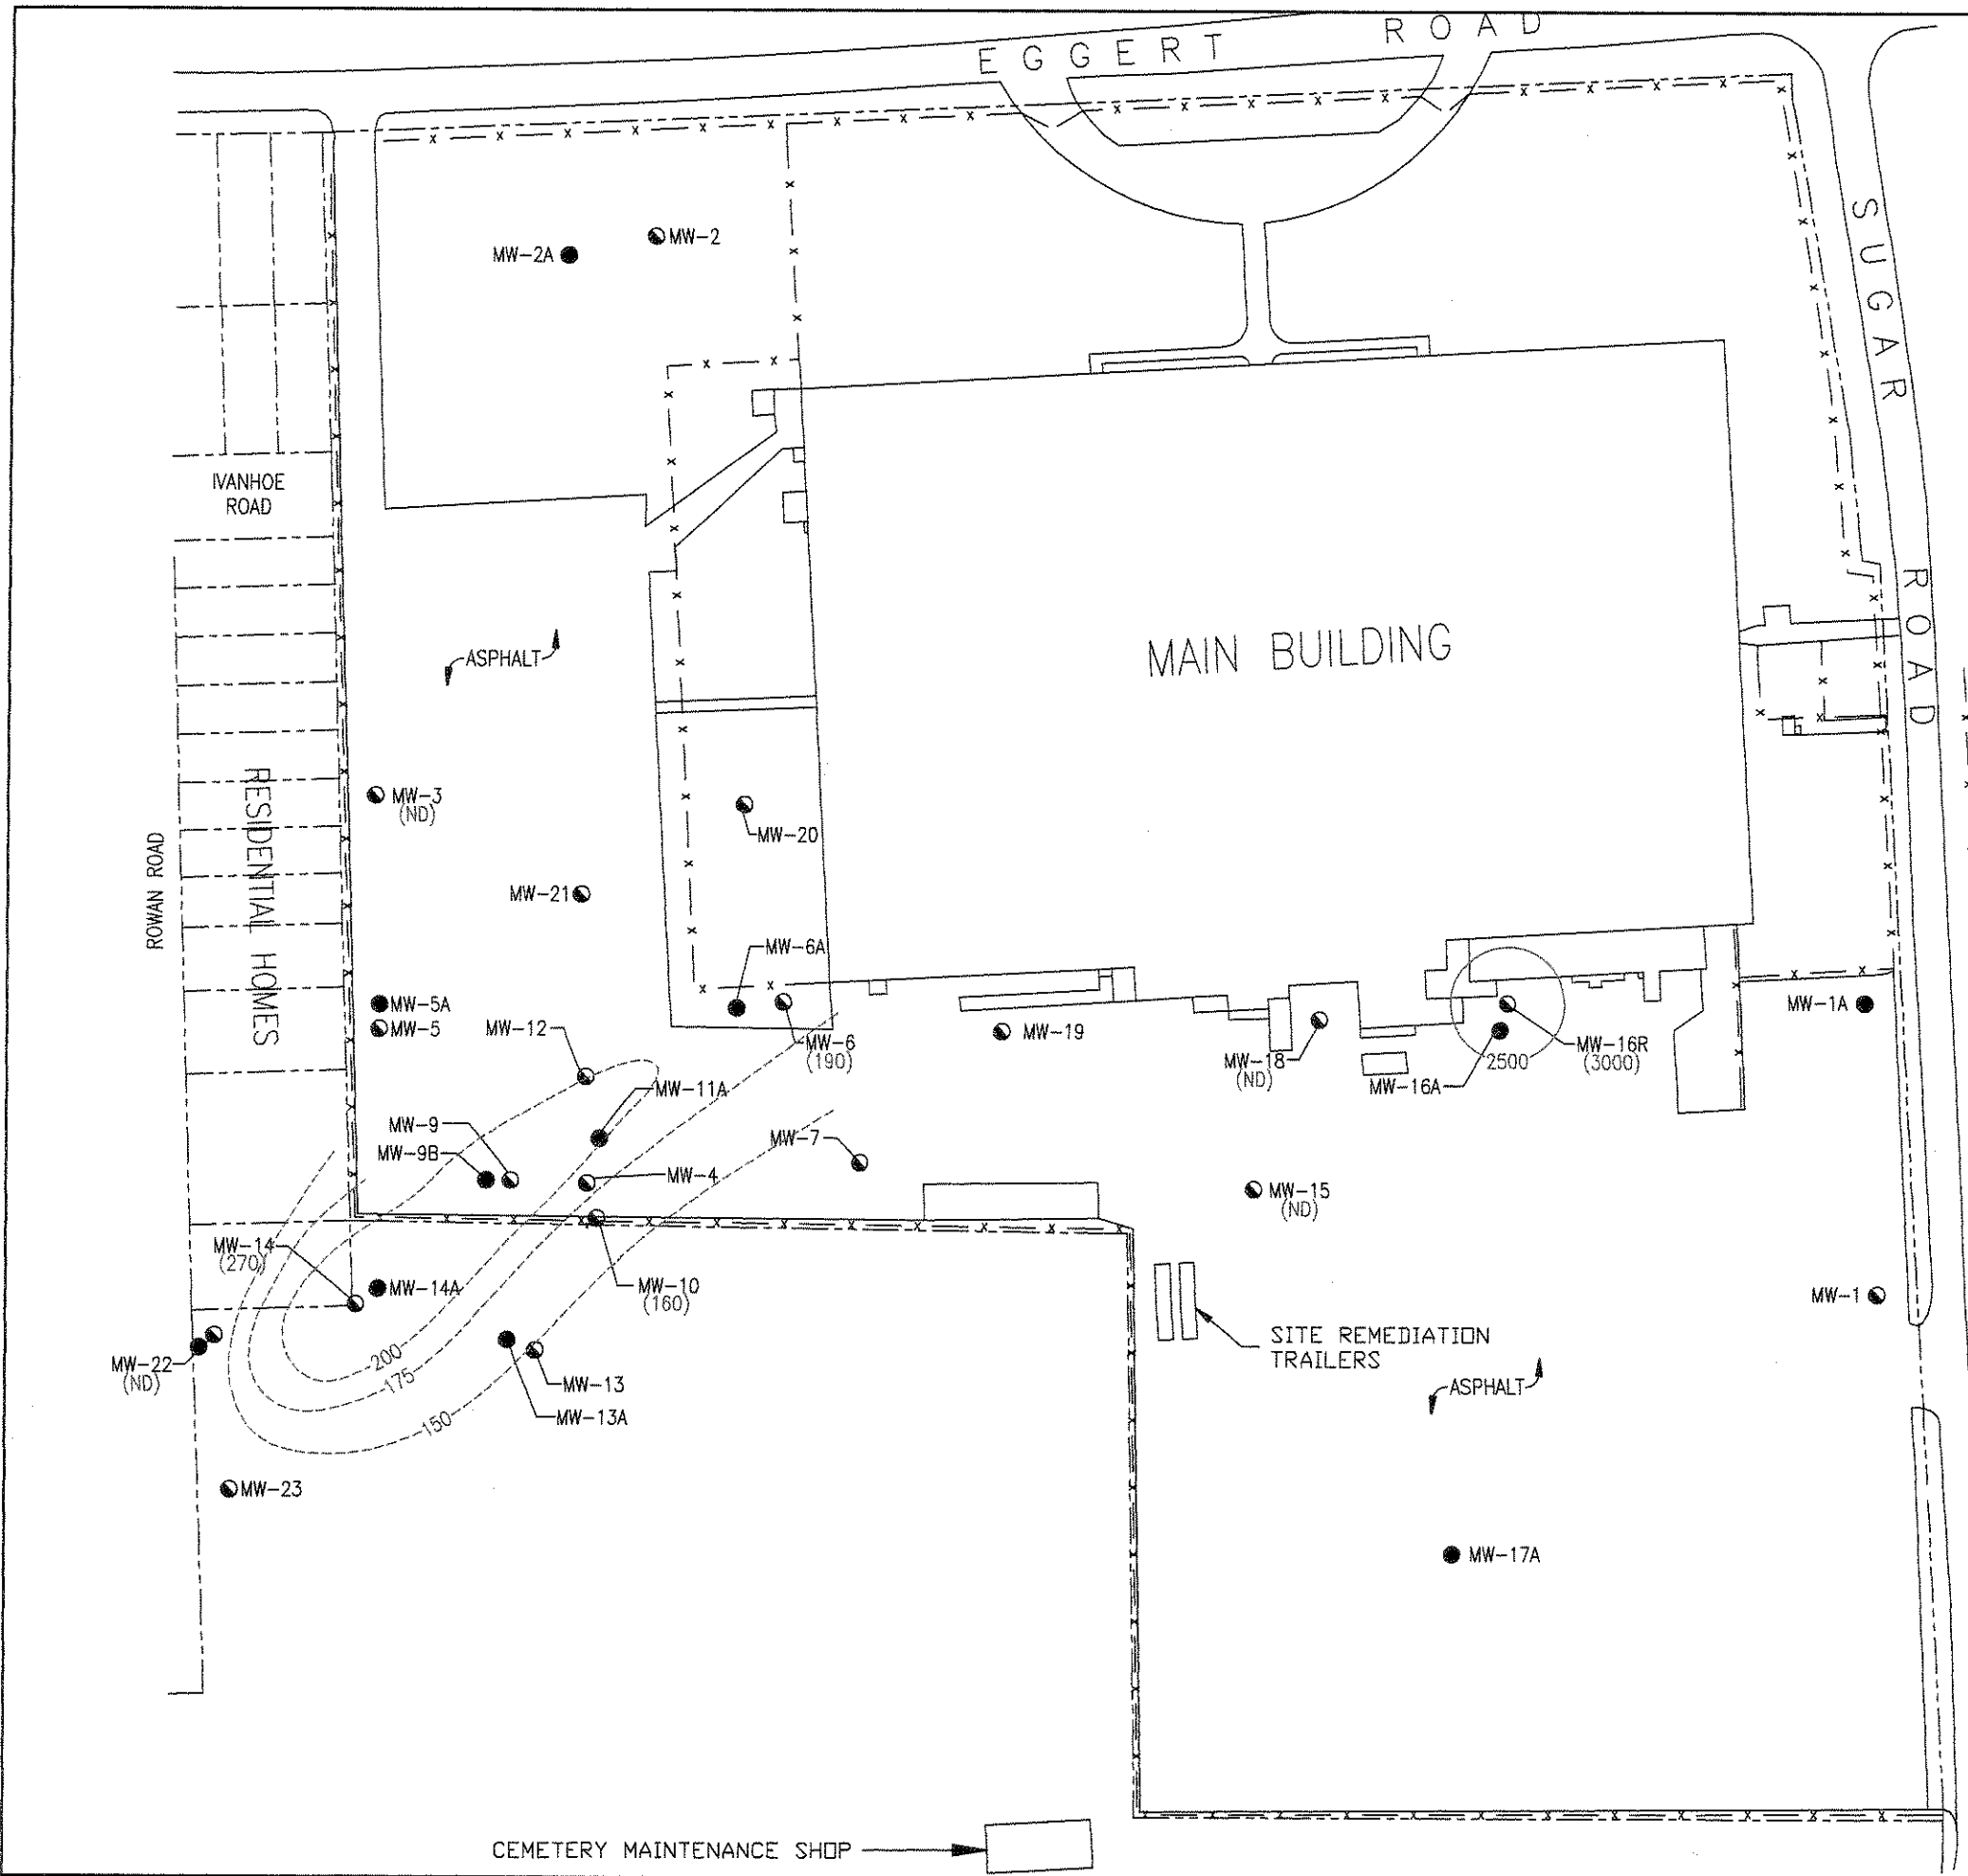 EGGERT ROAD
SUGAR ROAD
MW-2
MW-2A
IVANHOE
ROAD
ASPHALT
MAIN BUILDING
RESIDENTIAL HOMES
ROWAN ROAD
MW-3
(ND)
MW-20
MW-21
MW-6A
MW-5A
MW-5
MW-12
MW-6
(190)
MW-19
MW-18
(ND)
MW-16A
2500
MW-16R
(3000)
MW-1A
MW-11A
MW-9
MW-9B
MW-4
MW-7
MW-15
(ND)
MW-14
(270)
MW-14A
MW-10
(160)
MW-1
MW-22
(ND)
200
175
150
MW-13
MW-13A
SITE REMEDIATION
TRAILERS
ASPHALT
MW-23
MW-17A
CEMETERY MAINTENANCE SHOP